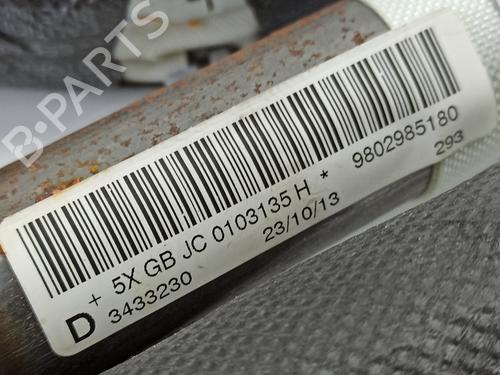 B-PARTS
+ 5X GB JC 0103135 H * 9802985180
D 3433230 23/10/13 293